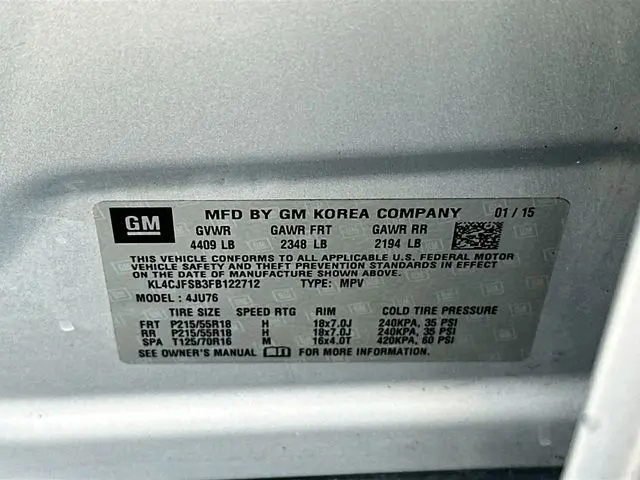 GM MFD BY GM KOREA COMPANY 01 / 15
GVWR GAWR FRT GAWR RR
4409 LB 2348 LB 2194 LB
THIS VEHICLE CONFORMS TO ALL APPLICABLE U.S. FEDERAL MOTOR
VEHICLE SAFETY AND THEFT PREVENTION STANDARDS IN EFFECT
ON THE DATE OF MANUFACTURE SHOWN ABOVE.
KL4CJFSB3FB122712 TYPE: MPV
MODEL : 4JU76
TIRE SIZE SPEED RTG RIM COLD TIRE PRESSURE
FRT P215/55R18 H 18x7.0J 240KPA, 35 PSI
RR P215/55R18 H 18x7.0J 240KPA, 35 PSI
SPA T125/70R16 M 16x4.0T 420KPA, 60 PSI
SEE OWNER'S MANUAL FOR MORE INFORMATION.